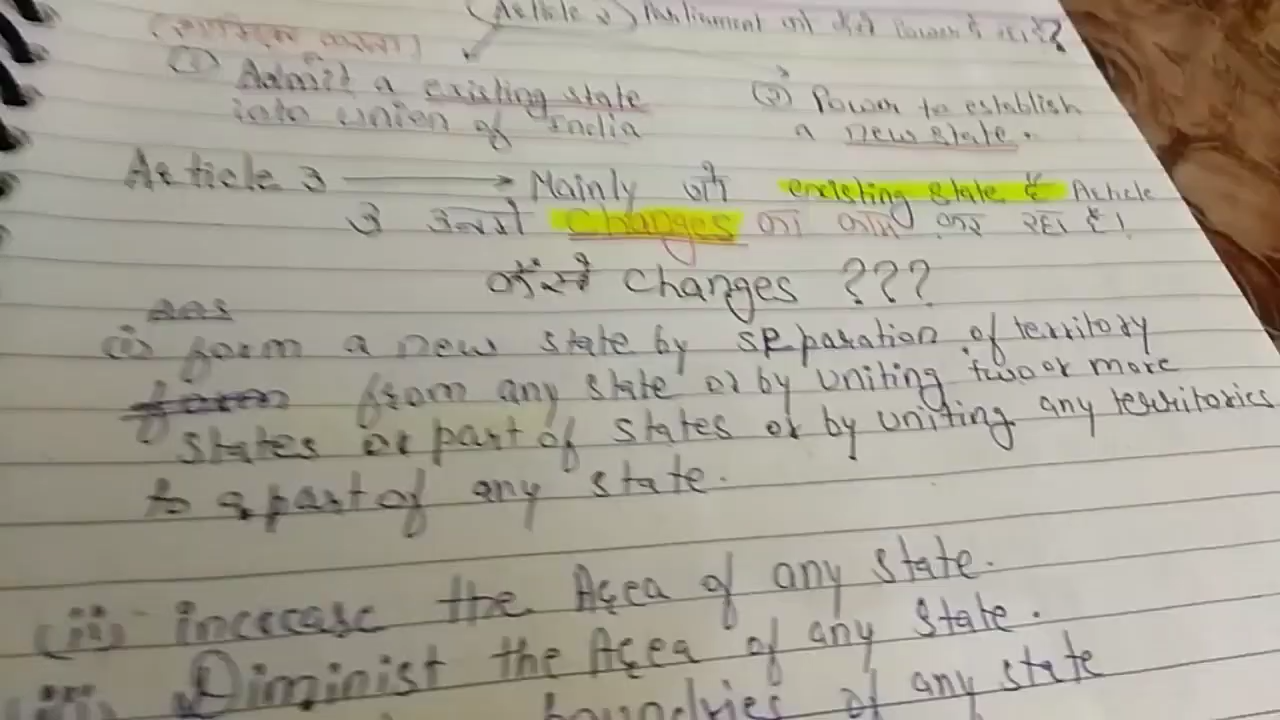 (Article 2) Parliament को दो Power
① Admit a existing state
into union of India
② Power to establish
a new state.
Article 3 → Mainly जो existing state है Article
3 उनको Changes का काम कर रहा है।
कैसे Changes ???
ans
(i) form a new state by separation of territory
from any state or by uniting two or more
states or part of states or by uniting any territories
to a part of any state.
(ii) increase the Area of any state.
(iii) Diminist the Area of any state.
boundries of any state